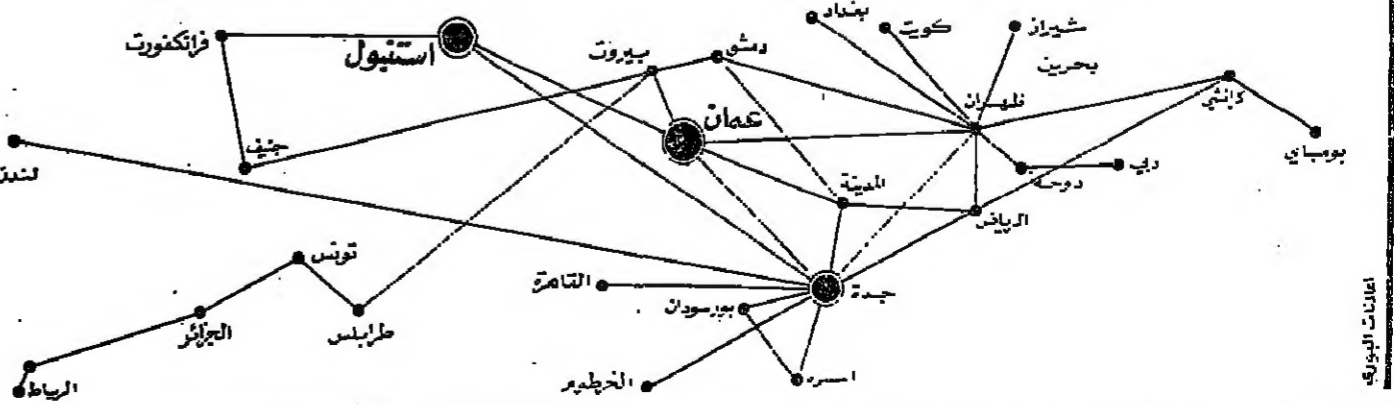 بغداد
كويت
شيراز
بحرين
دمشق
بيروت
استنبول
فرانكفورت
ظهران
كراتشي
عمان
بومباي
جنيف
لندن
دبي
دوحة
المدينة
الرياض
تونس
القاهرة
جدة
بورسودان
الجزائر
طرابلس
اسمره
الخرطوم
الرباط
اعلانات البوري